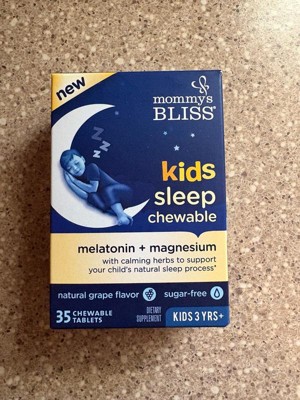 new
mommy's
BLISS®
zzz
kids
sleep
chewable
melatonin + magnesium
with calming herbs to support
your child's natural sleep process*
natural grape flavor sugar-free
35 CHEWABLE TABLETS
DIETARY SUPPLEMENT
KIDS 3 YRS+